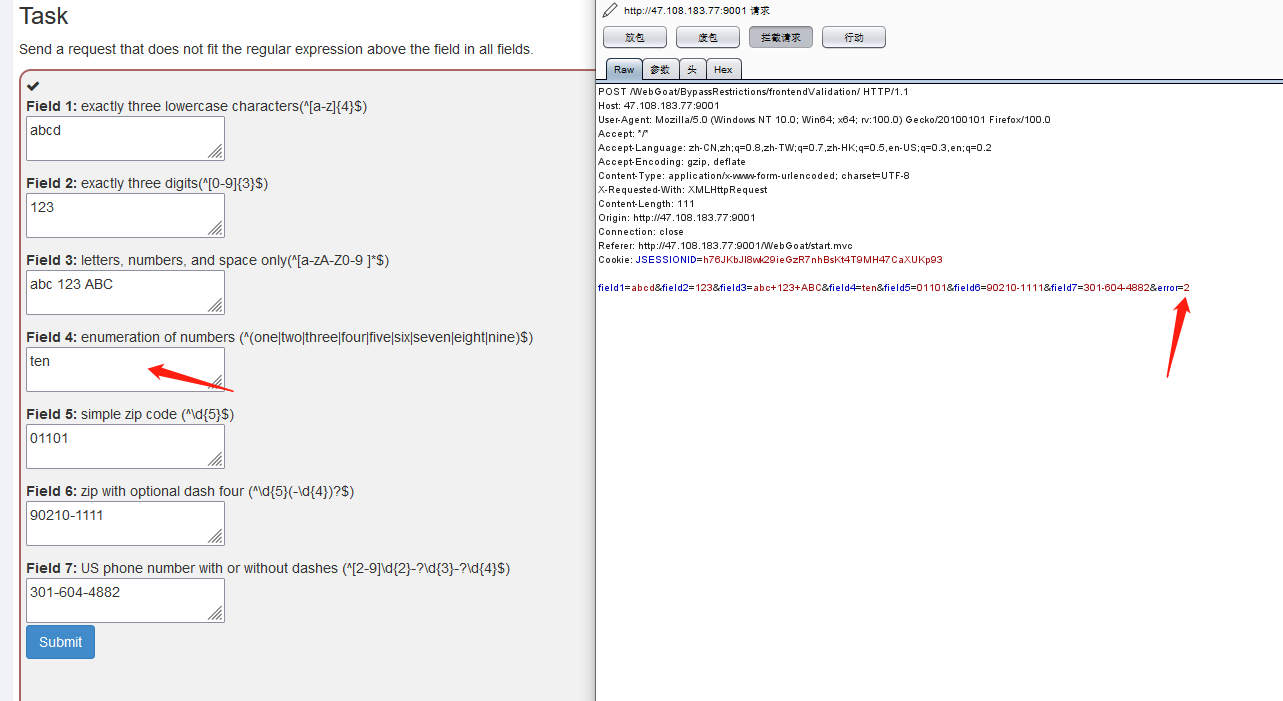 Task
Send a request that does not fit the regular expression above the field in all fields.
Field 1: exactly three lowercase characters(^[a-z]{4}$)
abcd
Field 2: exactly three digits(^[0-9]{3}$)
123
Field 3: letters, numbers, and space only(^[a-zA-Z0-9 ]*$)
abc 123 ABC
Field 4: enumeration of numbers (^(one|two|three|four|five|six|seven|eight|nine)$)
ten
Field 5: simple zip code (^\d{5}$)
01101
Field 6: zip with optional dash four (^\d{5}(-\d{4})?$)
90210-1111
Field 7: US phone number with or without dashes (^[2-9]\d{2}-?\d{3}-?\d{4}$)
301-604-4882
Submit
http://47.108.183.77:9001 请求
放包 废包 拦截请求 行动
Raw 参数 头 Hex
POST /WebGoat/BypassRestrictions/frontendValidation/ HTTP/1.1
Host: 47.108.183.77:9001
User-Agent: Mozilla/5.0 (Windows NT 10.0; Win64; x64; rv:100.0) Gecko/20100101 Firefox/100.0
Accept: */*
Accept-Language: zh-CN,zh;q=0.8,zh-TW;q=0.7,zh-HK;q=0.5,en-US;q=0.3,en;q=0.2
Accept-Encoding: gzip, deflate
Content-Type: application/x-www-form-urlencoded; charset=UTF-8
X-Requested-With: XMLHttpRequest
Content-Length: 111
Origin: http://47.108.183.77:9001
Connection: close
Referer: http://47.108.183.77:9001/WebGoat/start.mvc
Cookie: JSESSIONID=h76JKbJl8wk29ieGzR7nhBsKt4T9MH47CaXUKp93
field1=abcd&field2=123&field3=abc+123+ABC&field4=ten&field5=01101&field6=90210-1111&field7=301-604-4882&error=2